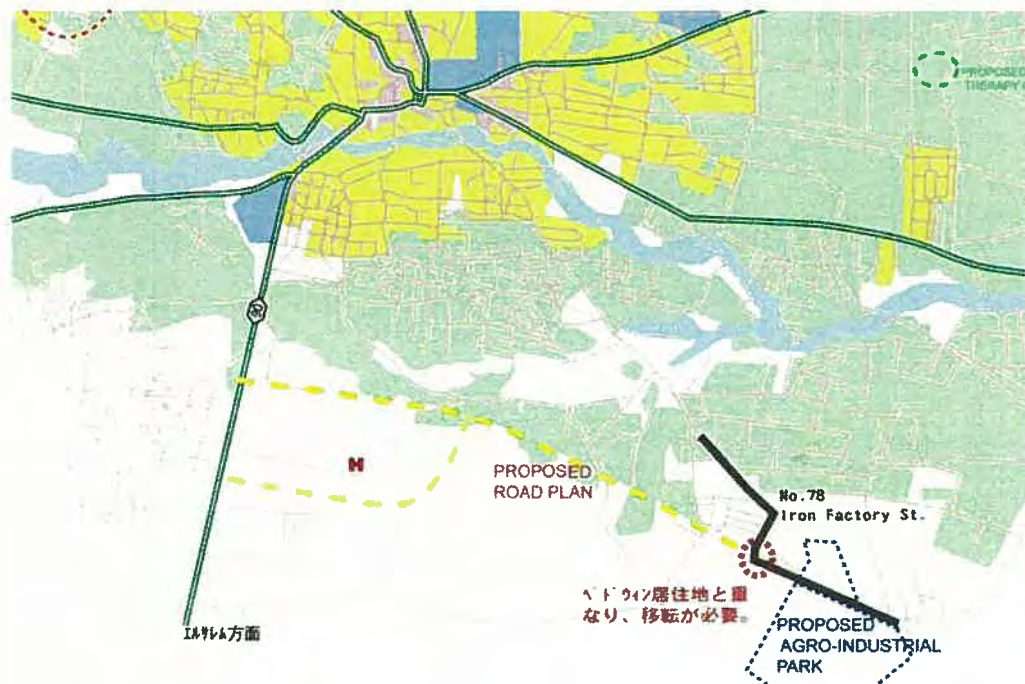 PROPOSED
THERAPY
M
PROPOSED
ROAD PLAN
No.78
Iron Factory St.
ベドウィン居住地と重
なり、移転が必要。
PROPOSED
AGRO-INDUSTRIAL
PARK
エルサレム方面